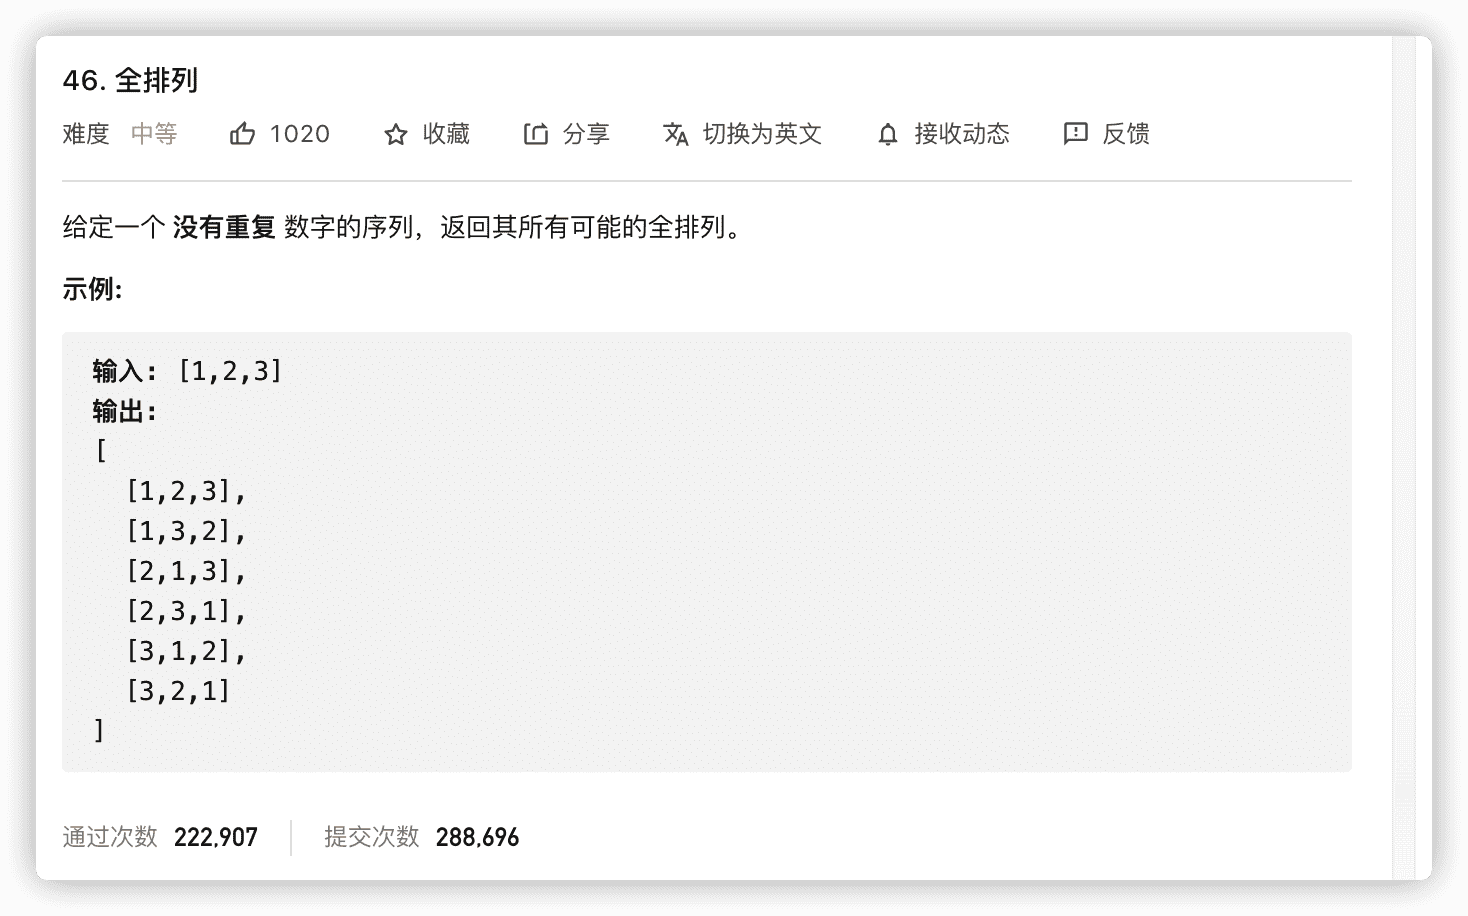 46. 全排列
难度 中等 1020 收藏 分享 切换为英文 接收动态 反馈
给定一个 没有重复 数字的序列，返回其所有可能的全排列。
示例:
输入: [1,2,3]
输出:
[
[1,2,3],
[1,3,2],
[2,1,3],
[2,3,1],
[3,1,2],
[3,2,1]
]
通过次数 222,907 提交次数 288,696